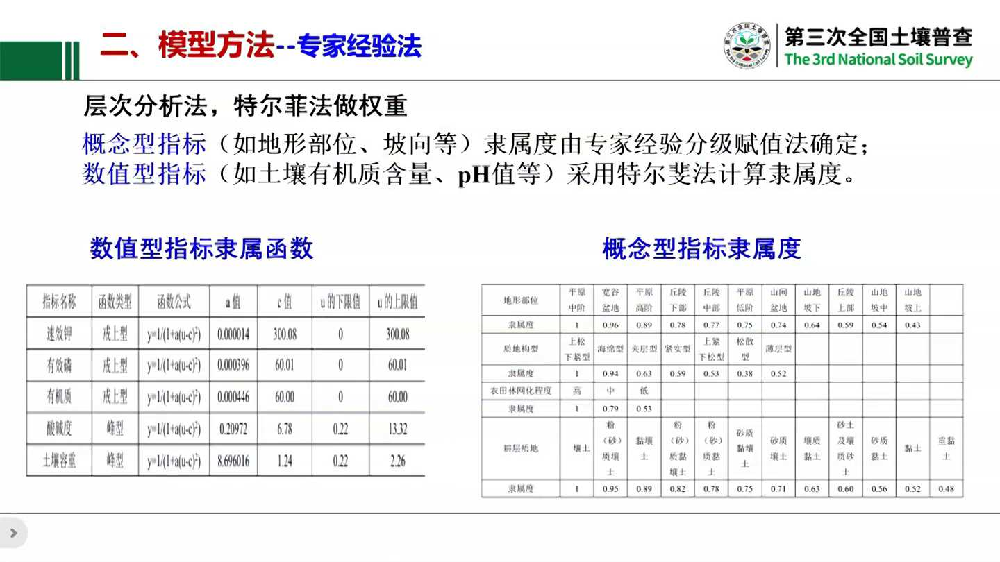 二、模型方法--专家经验法
第三次全国土壤普查
The 3rd National Soil Survey
层次分析法，特尔菲法做权重
概念型指标（如地形部位、坡向等）隶属度由专家经验分级赋值法确定；
数值型指标（如土壤有机质含量、pH值等）采用特尔斐法计算隶属度。
数值型指标隶属函数
指标名称 函数类型 函数公式 a 值 c 值 u 的下限值 u 的上限值
速效钾 戒上型 y=1/(1+a(u-c)²) 0.000014 300.08 0 300.08
有效磷 戒上型 y=1/(1+a(u-c)²) 0.000396 60.01 0 60.01
有机质 戒上型 y=1/(1+a(u-c)²) 0.000446 60.00 0 60.00
酸碱度 峰型 y=1/(1+a(u-c)²) 0.20972 6.78 0.22 13.32
土壤容重 峰型 y=1/(1+a(u-c)²) 8.696016 1.24 0.22 2.26
概念型指标隶属度
地形部位 平原中阶 宽谷盆地 平原高阶 丘陵下部 丘陵中部 平原低阶 山间盆地 山地坡下 丘陵上部 山地坡中 山地坡上
隶属度 1 0.96 0.89 0.78 0.77 0.75 0.74 0.64 0.59 0.54 0.43
质地构型 上松下紧型 海绵型 夹层型 紧实型 上紧下松型 松散型 薄层型
隶属度 1 0.94 0.63 0.59 0.53 0.38 0.52
农田林网化程度 高 中 低
隶属度 1 0.79 0.53
耕层质地 壤土 粉（砂）质壤土 黏壤土 粉（砂）质黏壤土 粉（砂）质黏土 砂质黏壤土 砂质壤土 壤质黏土 砂土及壤质砂土 砂质黏土 黏土 重黏土
隶属度 1 0.95 0.89 0.82 0.78 0.75 0.71 0.63 0.60 0.56 0.52 0.48